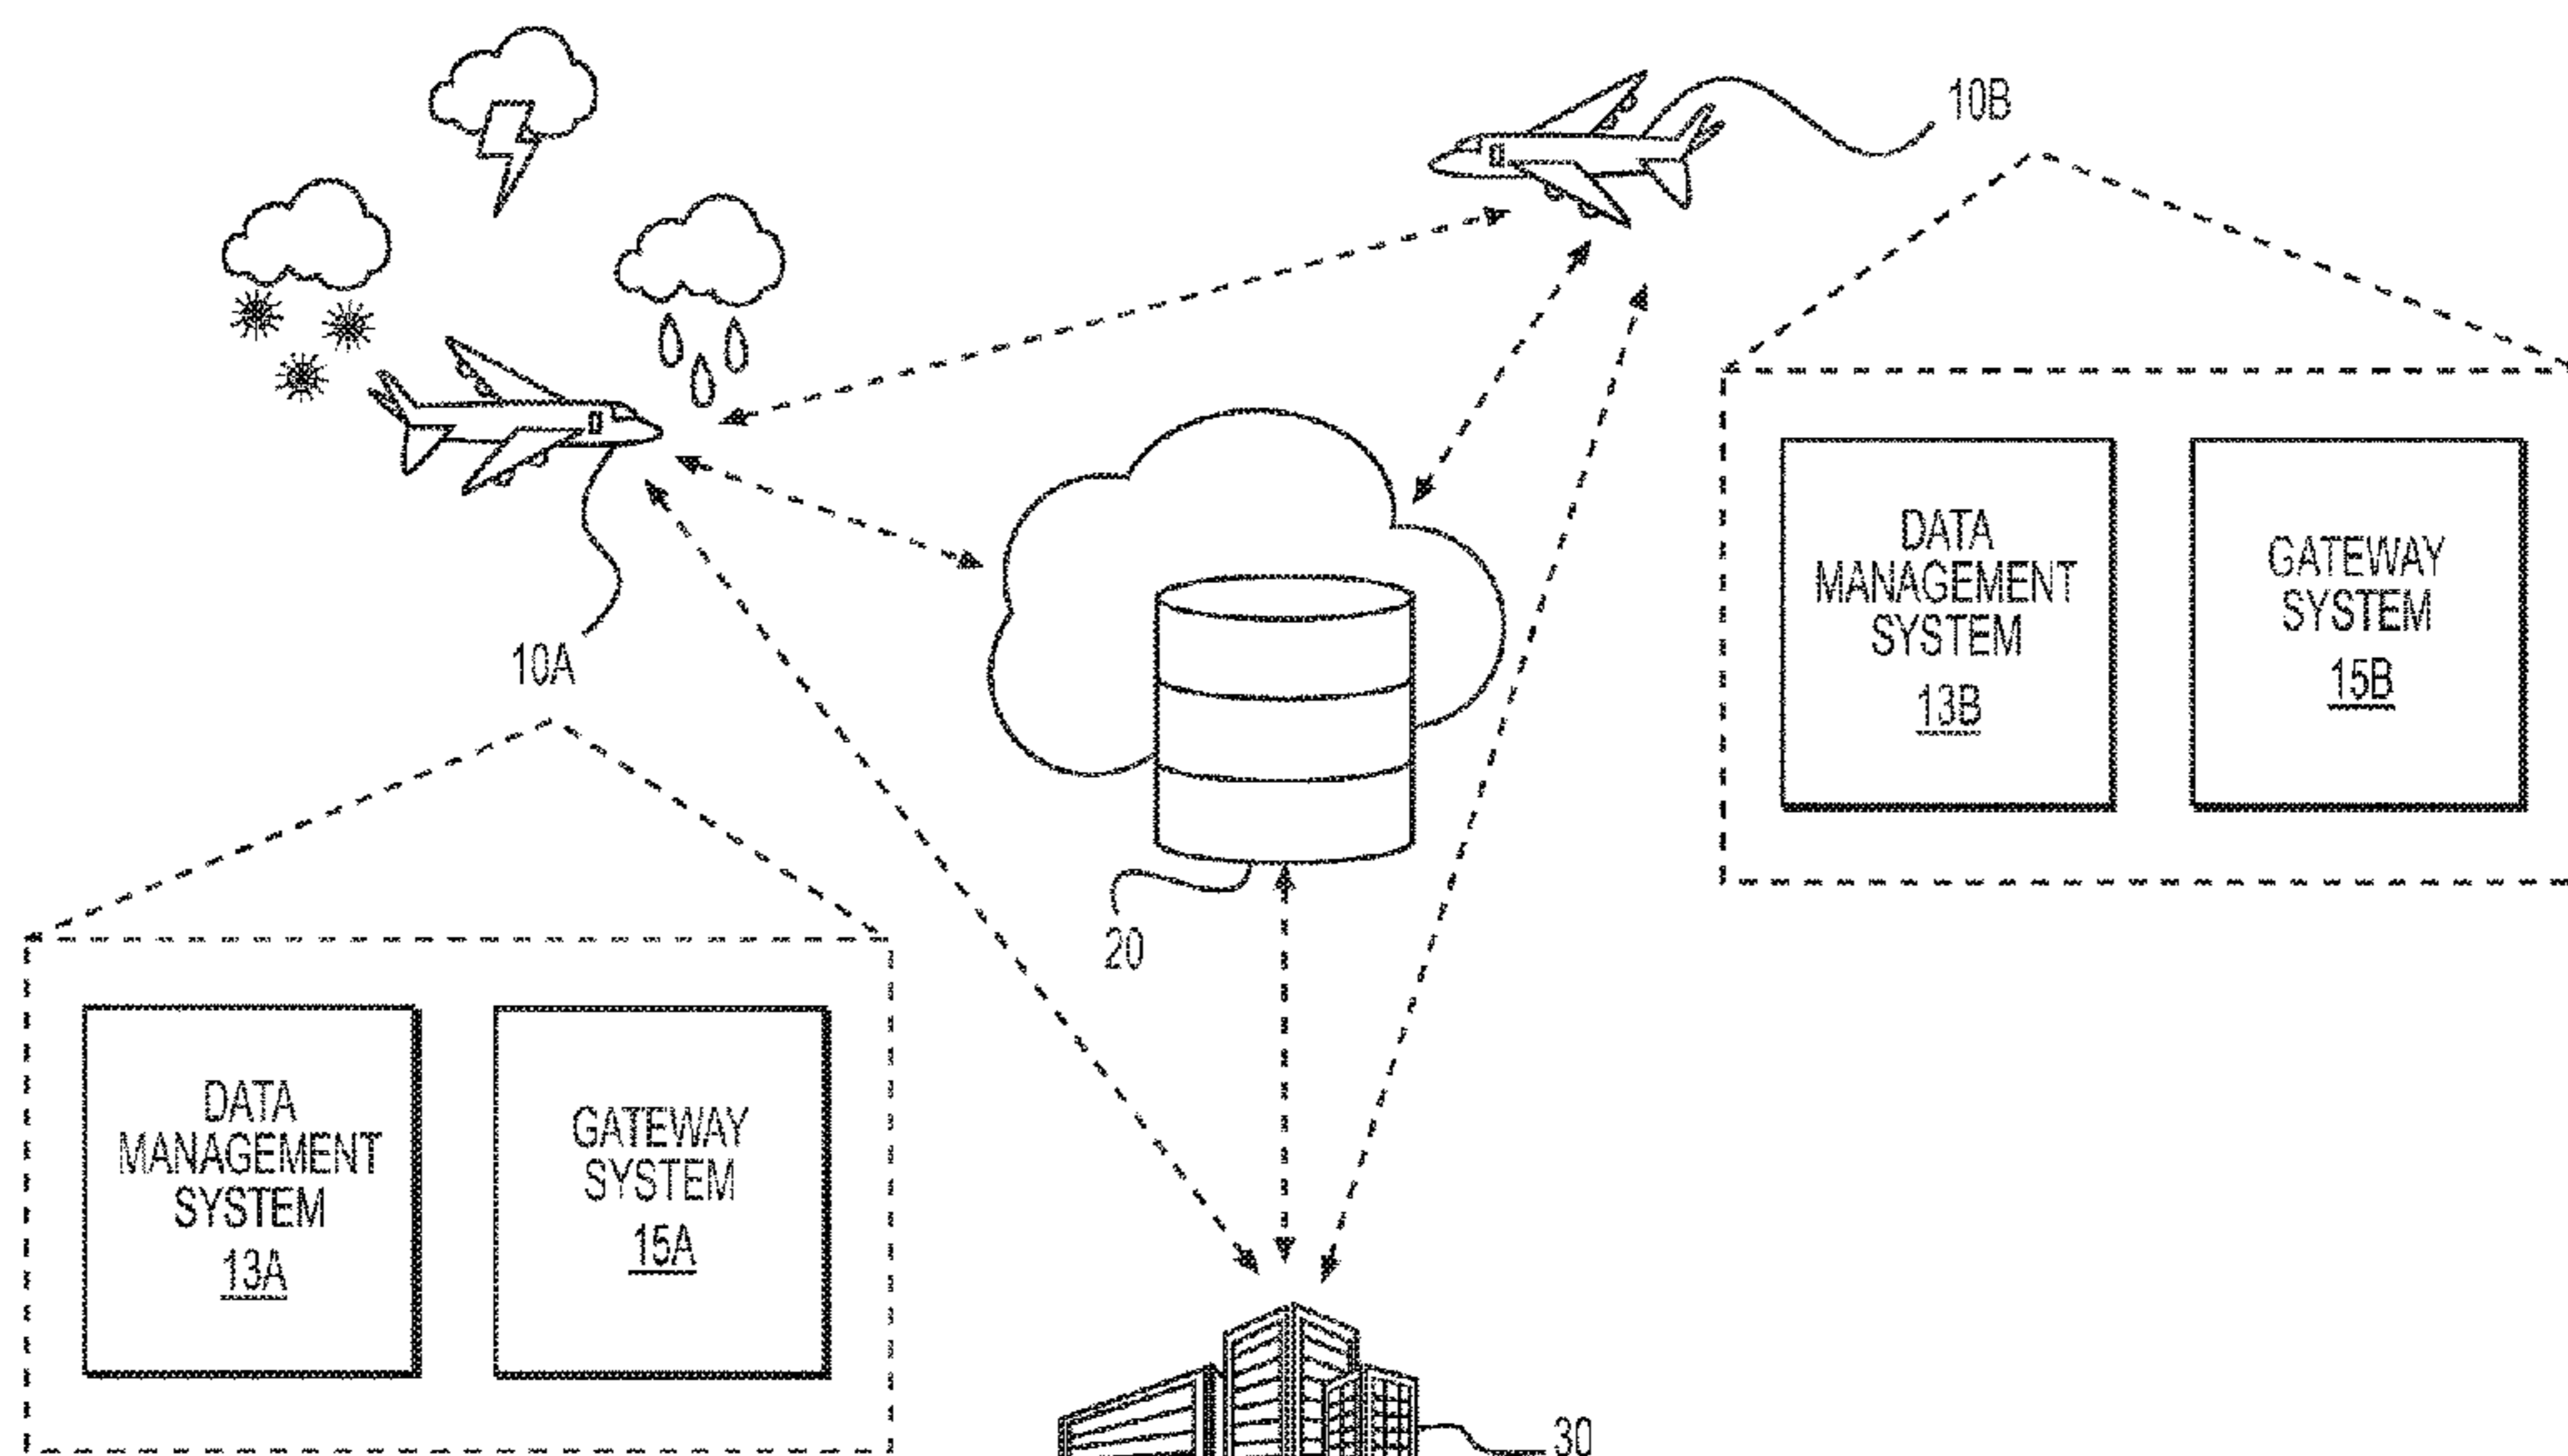 10B
DATA
MANAGEMENT
SYSTEM
13B
GATEWAY
SYSTEM
15B
10A
20
DATA
MANAGEMENT
SYSTEM
13A
GATEWAY
SYSTEM
15A
30